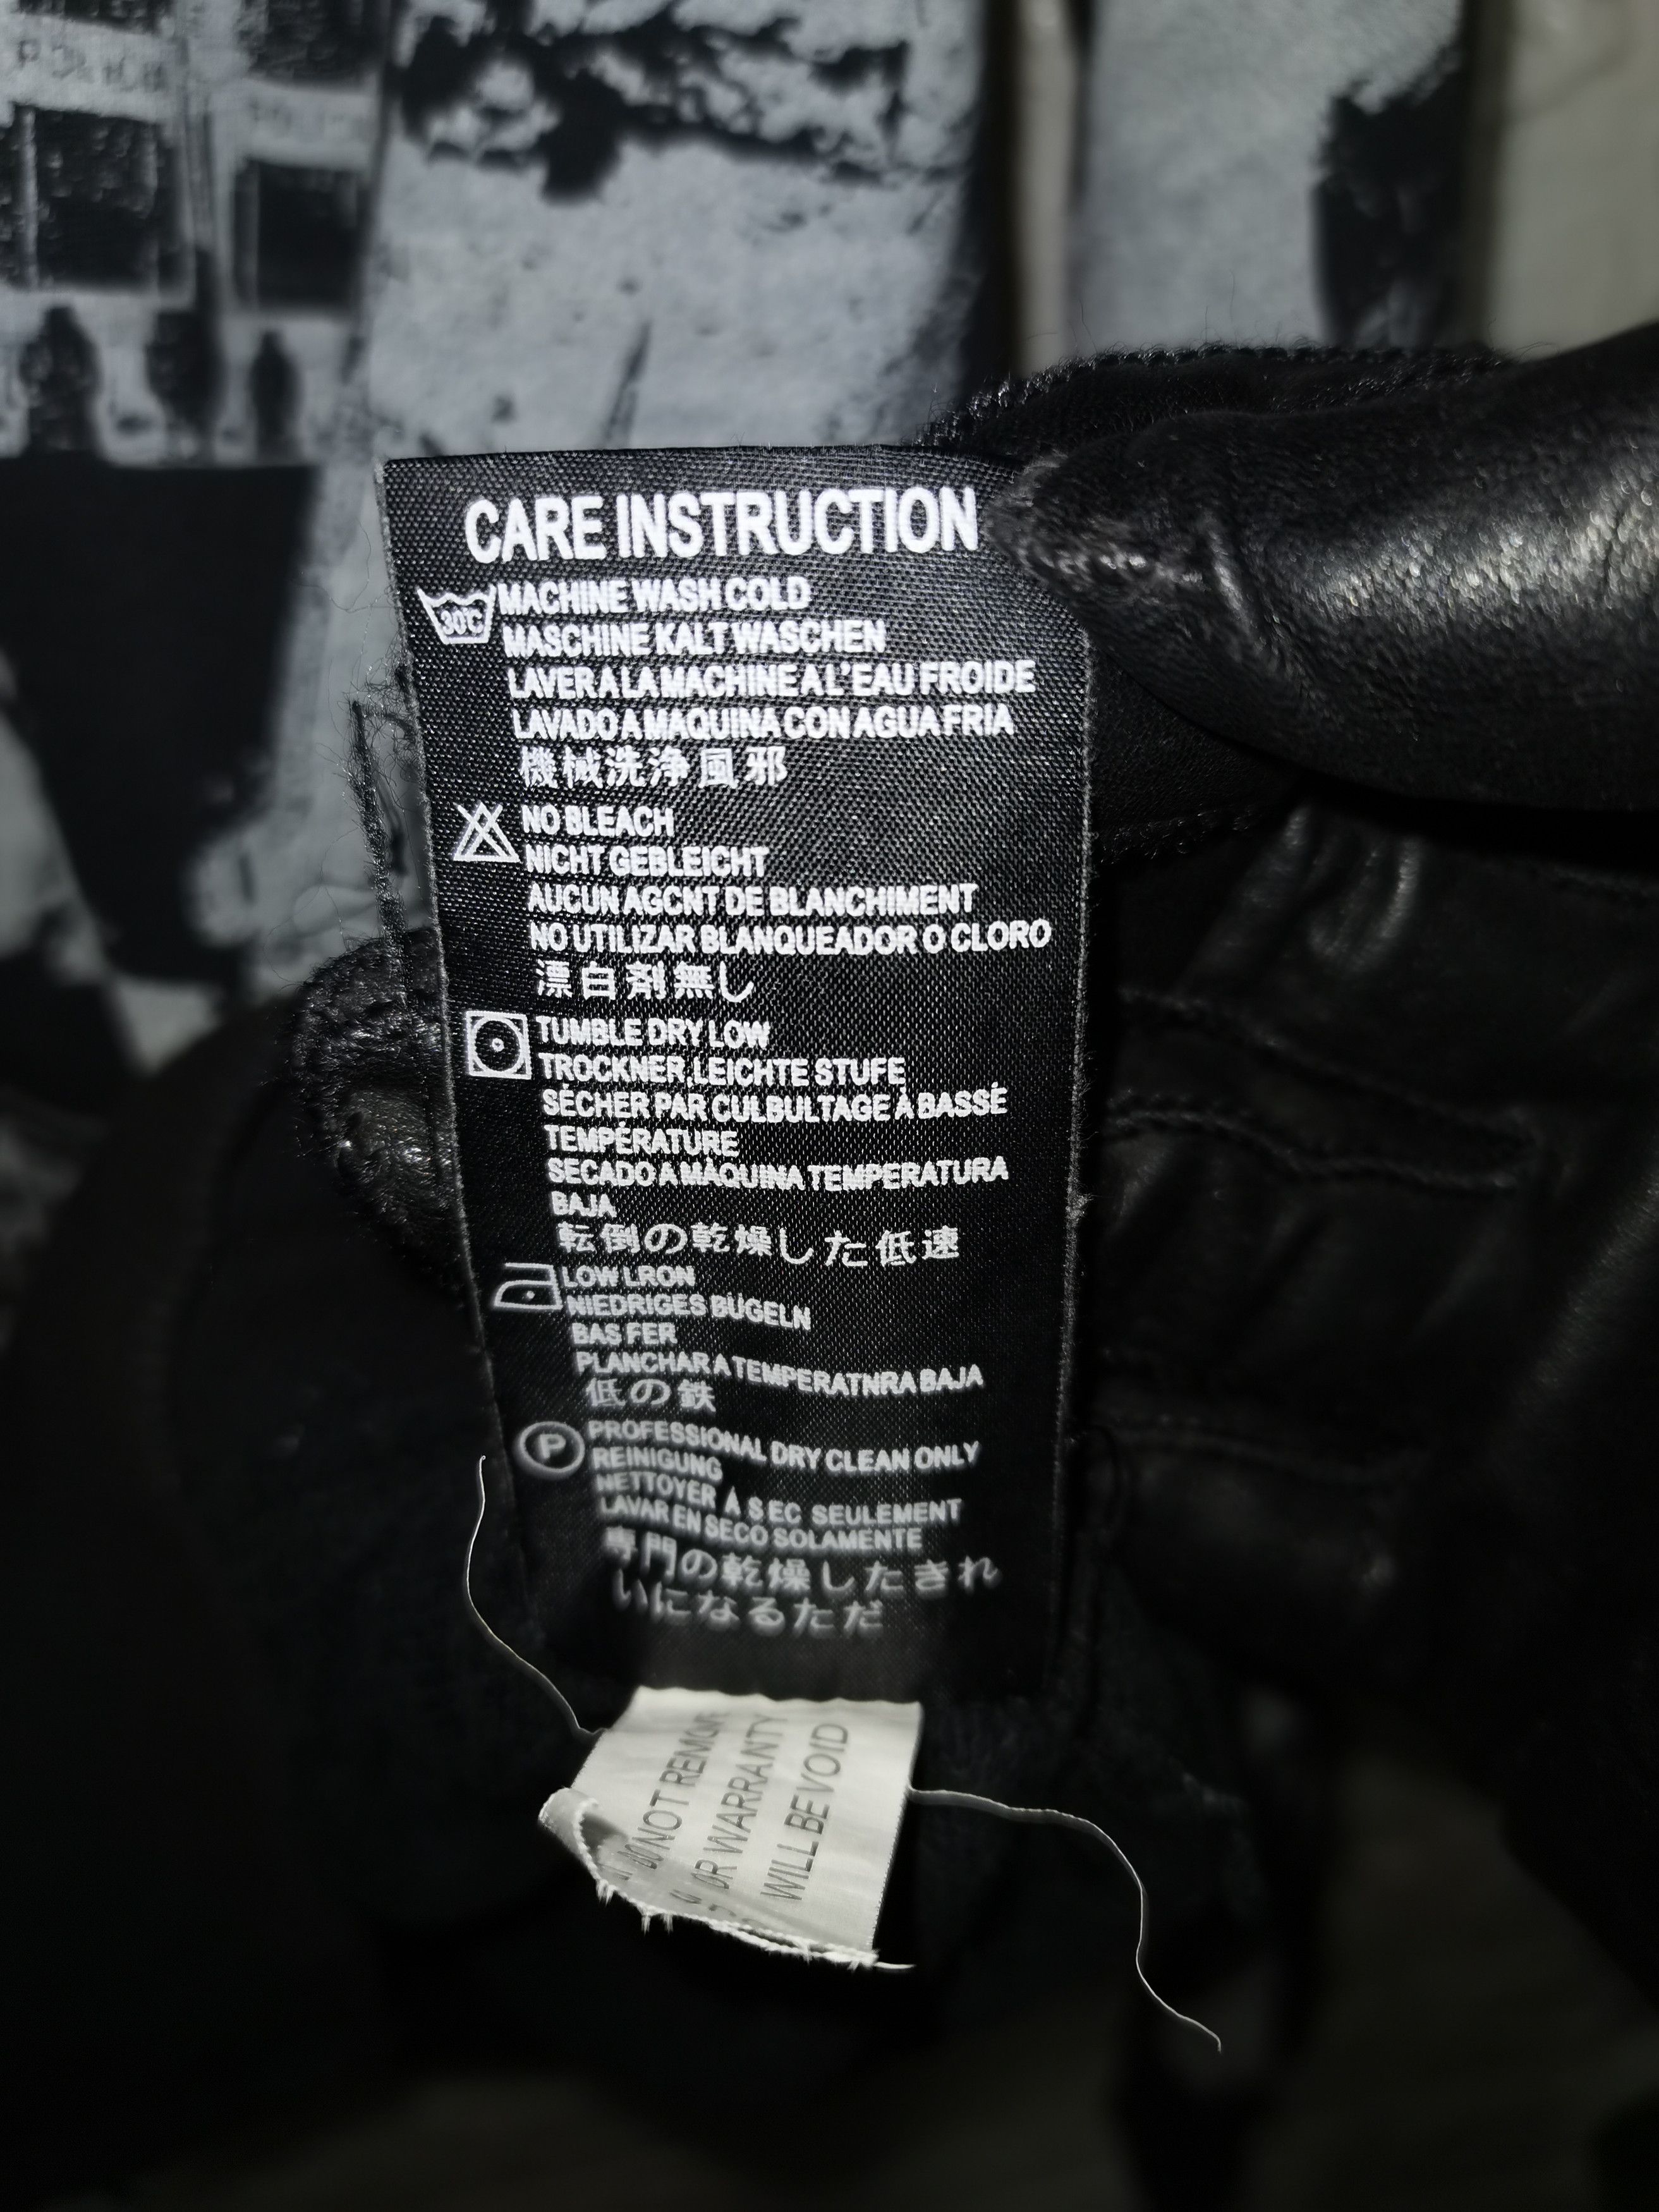 CARE INSTRUCTION
30℃ MACHINE WASH COLD
MASCHINE KALT WASCHEN
LAVER A LA MACHINE A L'EAU FROIDE
LAVADO A MAQUINA CON AGUA FRIA
機械洗浄風邪
NO BLEACH
NICHT GEBLEICHT
AUCUN AGCNT DE BLANCHIMENT
NO UTILIZAR BLANQUEADOR O CLORO
漂白剤無し
TUMBLE DRY LOW
TROCKNER,LEICHTE STUFE
SÉCHER PAR CULBULTAGE À BASSÉ
TEMPÉRATURE
SECADO A MÁQUINA TEMPERATURA
BAJA
転倒の乾燥した低速
LOW LRON
NIEDRIGES BÜGELN
BAS FER
PLANCHAR A TEMPERATNRA BAJA
低の鉄
P PROFESSIONAL DRY CLEAN ONLY
REINIGUNG
NETTOYER À SEC SEULEMENT
LAVAR EN SECO SOLAMENTE
専門の乾燥したきれ
いになるただ
DO NOT REMOVE
OR WARRANTY
WILL BE VOID